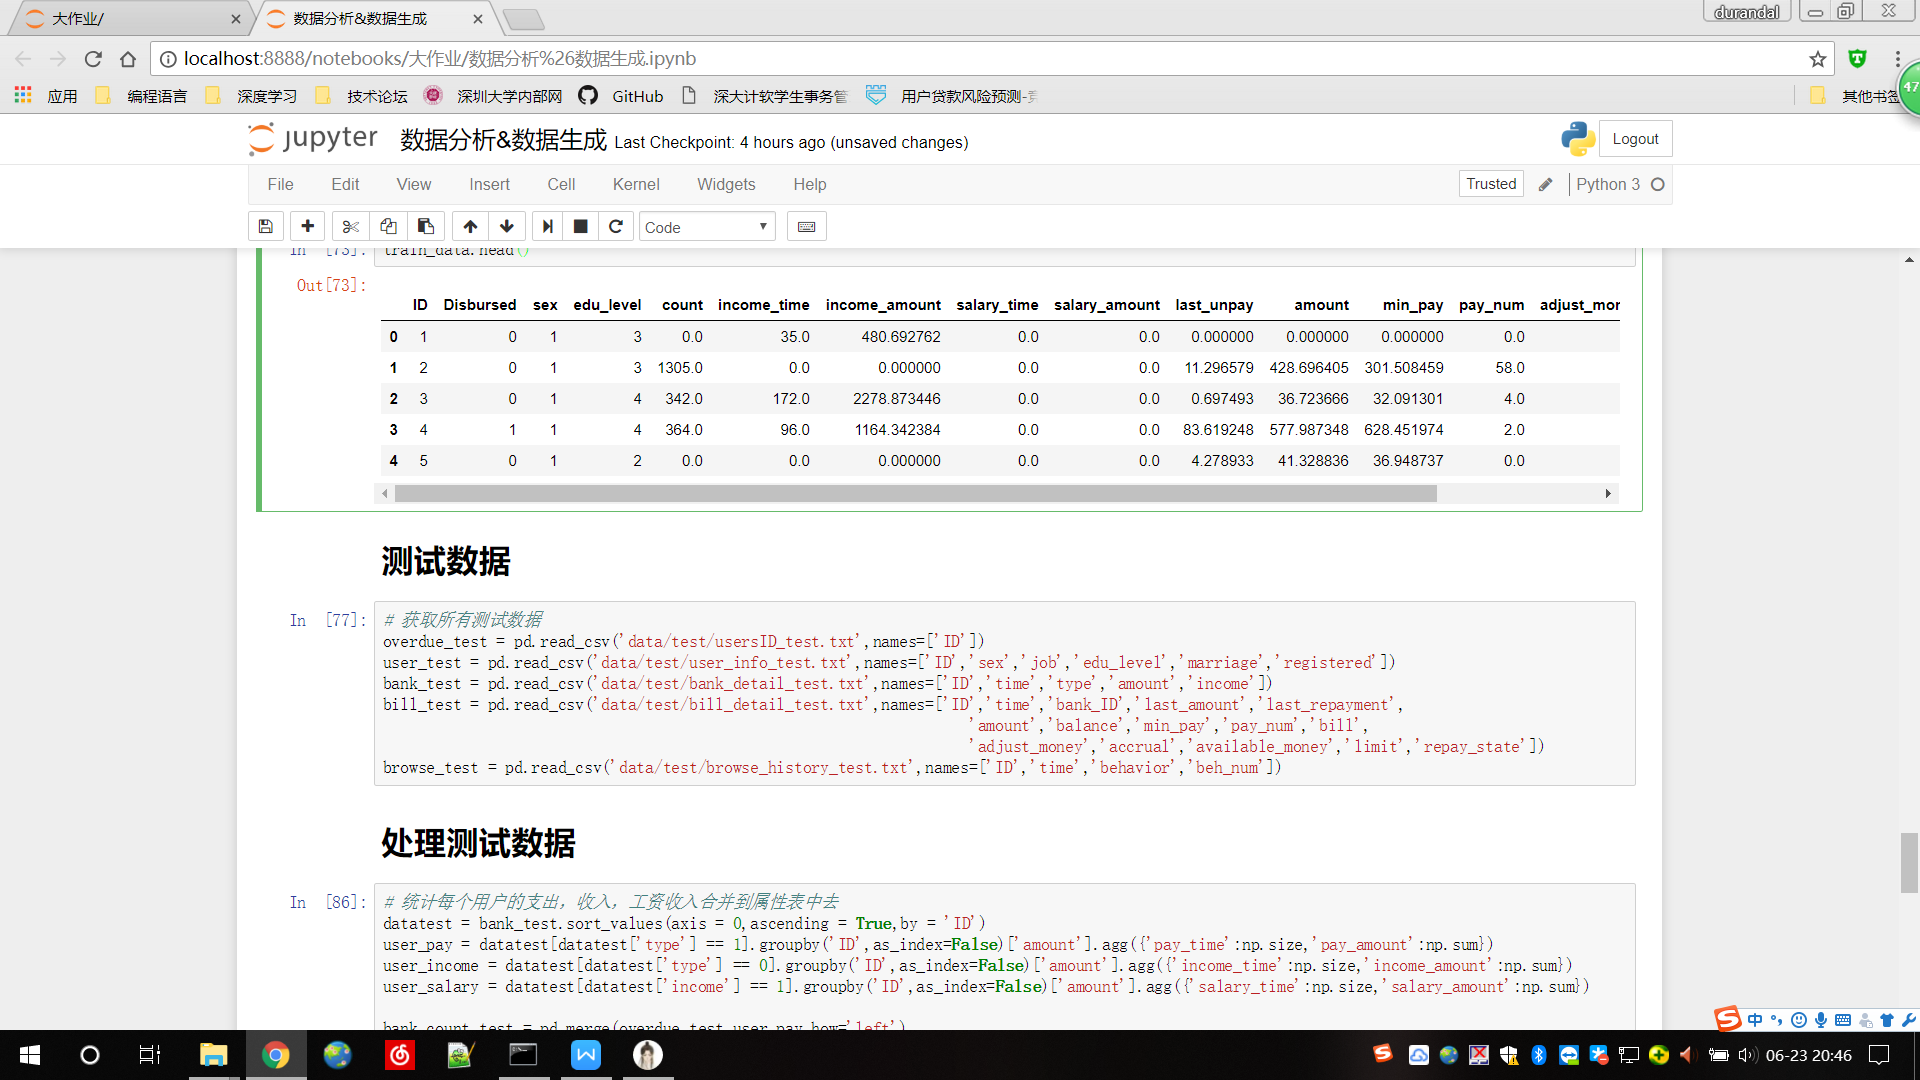 大作业/
数据分析&数据生成
durandal
localhost:8888/notebooks/大作业/数据分析%26数据生成.ipynb
应用 编程语言 深度学习 技术论坛 深圳大学内部网 GitHub 深大计软学生事务管 用户贷款风险预测-竞 其他书签
47
jupyter 数据分析&数据生成 Last Checkpoint: 4 hours ago (unsaved changes) Logout
File Edit View Insert Cell Kernel Widgets Help Trusted Python 3
Code
In [73]: train_data.head()
Out[73]:
ID Disbursed sex edu_level count income_time income_amount salary_time salary_amount last_unpay amount min_pay pay_num adjust_mor
0 1 0 1 3 0.0 35.0 480.692762 0.0 0.0 0.000000 0.000000 0.000000 0.0
1 2 0 1 3 1305.0 0.0 0.000000 0.0 0.0 11.296579 428.696405 301.508459 58.0
2 3 0 1 4 342.0 172.0 2278.873446 0.0 0.0 0.697493 36.723666 32.091301 4.0
3 4 1 1 4 364.0 96.0 1164.342384 0.0 0.0 83.619248 577.987348 628.451974 2.0
4 5 0 1 2 0.0 0.0 0.000000 0.0 0.0 4.278933 41.328836 36.948737 0.0
测试数据
In [77]: # 获取所有测试数据
overdue_test = pd.read_csv('data/test/usersID_test.txt',names=['ID'])
user_test = pd.read_csv('data/test/user_info_test.txt',names=['ID','sex','job','edu_level','marriage','registered'])
bank_test = pd.read_csv('data/test/bank_detail_test.txt',names=['ID','time','type','amount','income'])
bill_test = pd.read_csv('data/test/bill_detail_test.txt',names=['ID','time','bank_ID','last_amount','last_repayment',
'amount','balance','min_pay','pay_num','bill',
'adjust_money','accrual','available_money','limit','repay_state'])
browse_test = pd.read_csv('data/test/browse_history_test.txt',names=['ID','time','behavior','beh_num'])
处理测试数据
In [86]: # 统计每个用户的支出，收入，工资收入合并到属性表中去
datatest = bank_test.sort_values(axis = 0,ascending = True,by = 'ID')
user_pay = datatest[datatest['type'] == 1].groupby('ID',as_index=False)['amount'].agg({'pay_time':np.size,'pay_amount':np.sum})
user_income = datatest[datatest['type'] == 0].groupby('ID',as_index=False)['amount'].agg({'income_time':np.size,'income_amount':np.sum})
user_salary = datatest[datatest['income'] == 1].groupby('ID',as_index=False)['amount'].agg({'salary_time':np.size,'salary_amount':np.sum})
bank_count_test = pd.merge(overdue_test,user_pay,how='left')
中
06-23 20:46